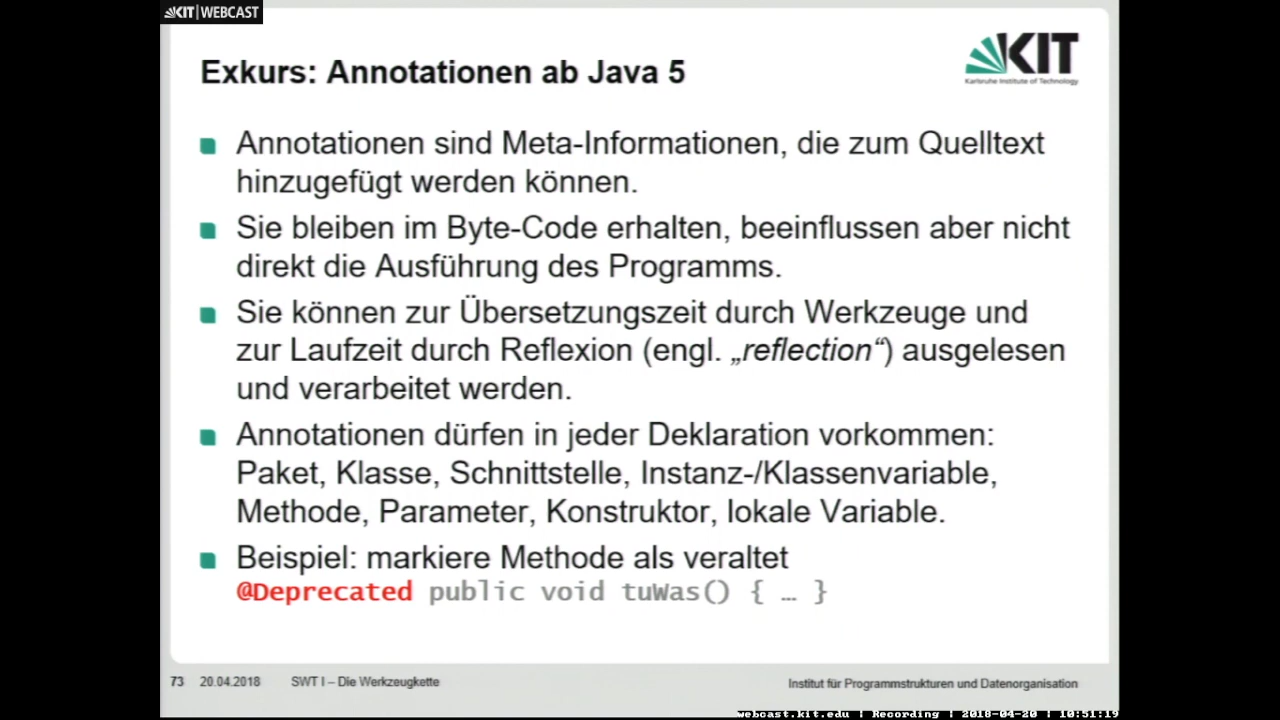 KIT | WEBCAST
Exkurs: Annotationen ab Java 5
KIT
Karlsruhe Institute of Technology
Annotationen sind Meta-Informationen, die zum Quelltext
hinzugefügt werden können.
Sie bleiben im Byte-Code erhalten, beeinflussen aber nicht
direkt die Ausführung des Programms.
Sie können zur Übersetzungszeit durch Werkzeuge und
zur Laufzeit durch Reflexion (engl. „reflection“) ausgelesen
und verarbeitet werden.
Annotationen dürfen in jeder Deklaration vorkommen:
Paket, Klasse, Schnittstelle, Instanz-/Klassenvariable,
Methode, Parameter, Konstruktor, lokale Variable.
Beispiel: markiere Methode als veraltet
@Deprecated public void tuWas() { … }
73 20.04.2018 SWT I – Die Werkzeugkette Institut für Programmstrukturen und Datenorganisation
webcast.kit.edu | Recording | 2018-04-20 | 10:51:19